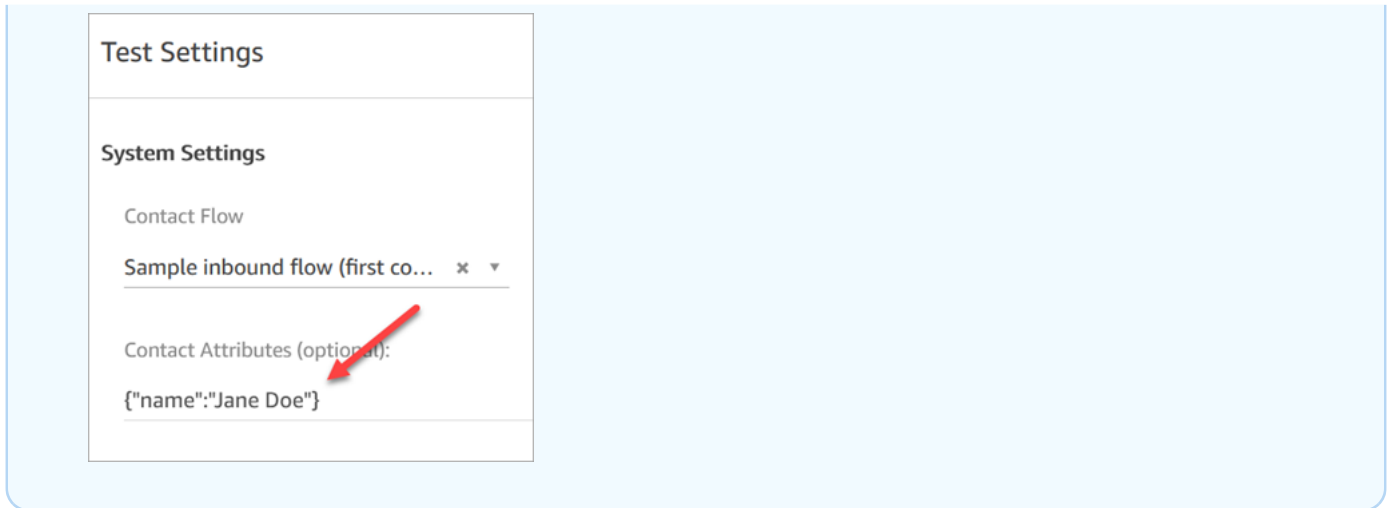 Test Settings
System Settings
Contact Flow
Sample inbound flow (first co...
Contact Attributes (optional):
{"name":"Jane Doe"}